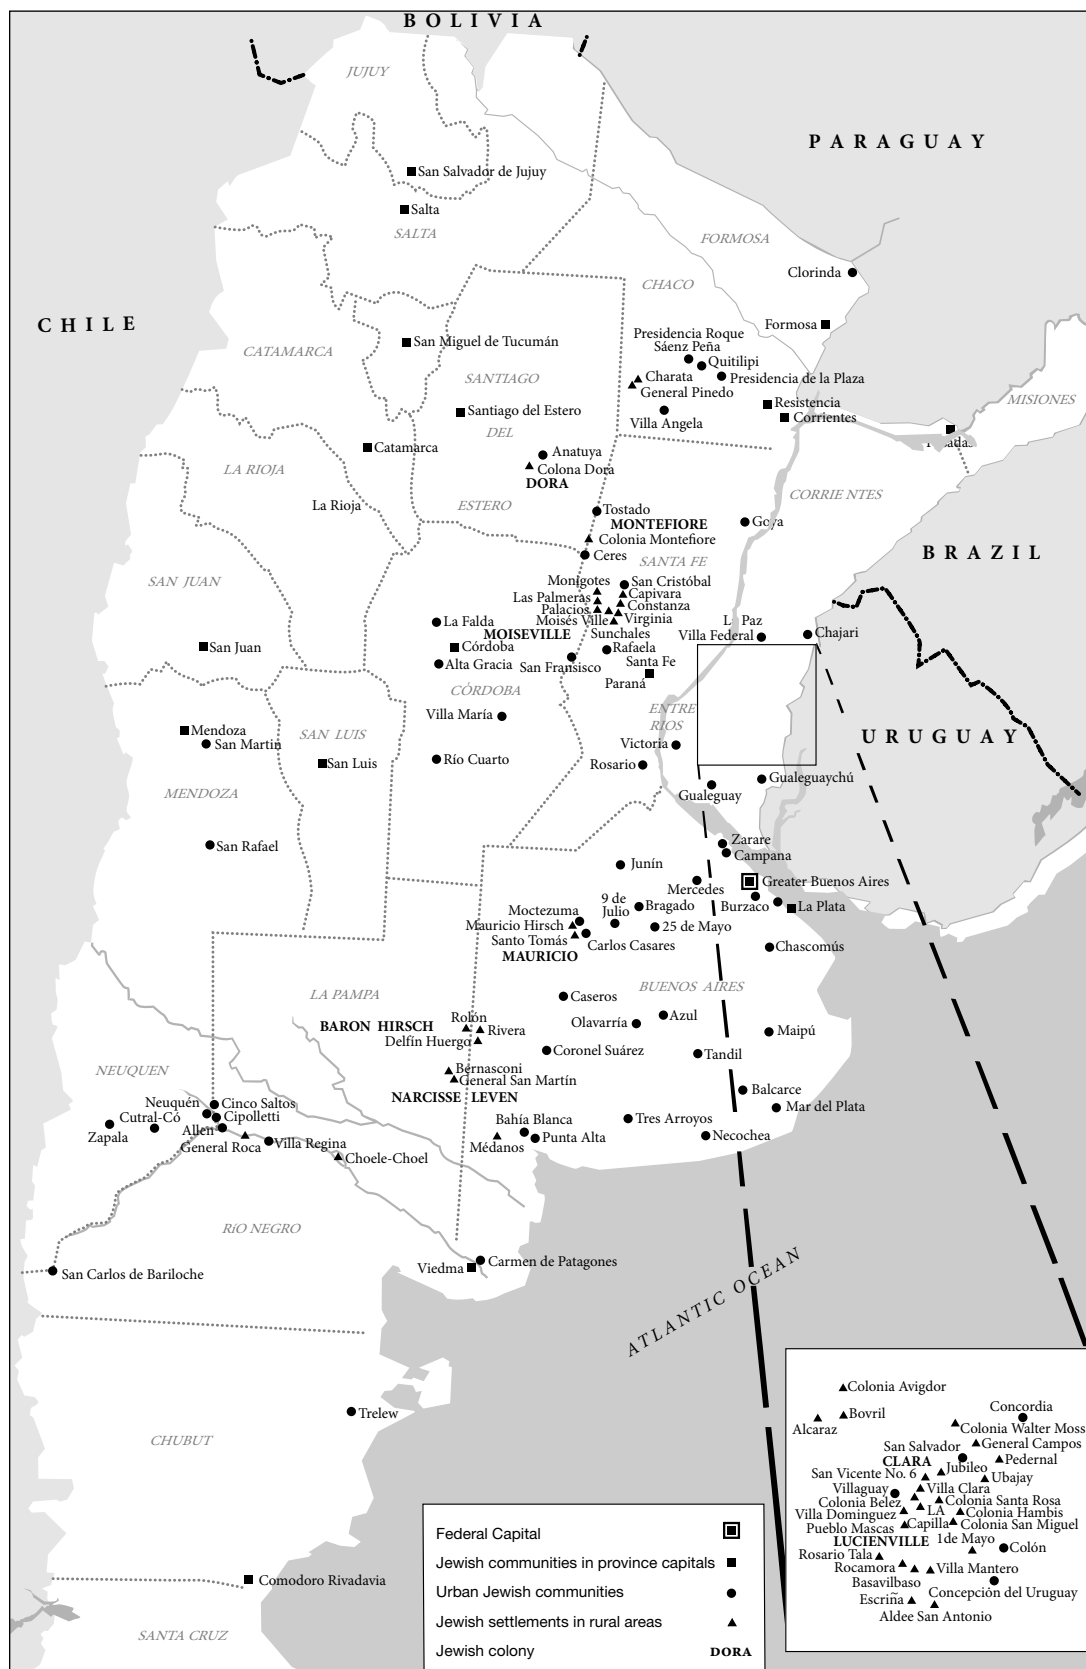 BOLIVIA
JUJUY
PARAGUAY
San Salvador de Jujuy
Salta
SALTA
FORMOSA
Clorinda
CHACO
CHILE
Formosa
Presidencia Roque
Sáenz Peña
San Miguel de Tucumán
CATAMARCA
Quitilipi
SANTIAGO
Charata
Presidencia de la Plaza
General Pinedo
MISIONES
Resistencia
Santiago del Estero
Corrientes
Villa Angela
DEL
Catamarca
Anatuya
LA RIOJA
Colona Dora
DORA
CORRIE NTES
La Rioja
ESTERO
Tostado
MONTEFIORE
Goya
Colonia Montefiore
BRAZIL
Ceres
SANTA FE
SAN JUAN
Monigotes
San Cristóbal
Las Palmeras
Capivara
Palacios
Constanza
La Falda
Moisés Ville
Virginia
L Paz
MOISEVILLE
Sunchales
Villa Federal
Chajari
San Juan
Córdoba
Rafaela
Alta Gracia
San Fransisco
Santa Fe
Paraná
CÓRDOBA
Villa María
ENTRE
RIOS
Mendoza
SAN LUIS
URUGUAY
San Martin
Victoria
San Luis
Río Cuarto
Rosario
Gualeguaychú
MENDOZA
Gualeguay
San Rafael
Zarare
Campana
Junín
Greater Buenos Aires
Mercedes
9 de
Julio
Bragado
Burzaco
La Plata
Moctezuma
Mauricio Hirsch
25 de Mayo
Santo Tomás
Carlos Casares
Chascomús
MAURICIO
BUENOS AIRES
LA PAMPA
Caseros
Azul
Rolón
Olavarría
BARON HIRSCH
Rivera
Maipú
Delfín Huergo
Coronel Suárez
Tandil
NEUQUEN
Bernasconi
General San Martín
Balcarce
NARCISSE LEVEN
Neuquén
Cinco Saltos
Mar del Plata
Cutral-Có
Cipolletti
Bahía Blanca
Tres Arroyos
Zapala
Allen
Punta Alta
Necochea
General Roca
Villa Regina
Médanos
Choele-Choel
RíO NEGRO
Carmen de Patagones
San Carlos de Bariloche
Viedma
ATLANTIC OCEAN
Colonia Avigdor
Trelew
Bovril
Concordia
Alcaraz
Colonia Walter Moss
CHUBUT
General Campos
San Salvador
CLARA
Pedernal
San Vicente No. 6
Jubileo
Ubajay
Villaguay
Villa Clara
Colonia Belez
Colonia Santa Rosa
Villa Dominguez
LA
Colonia Hambis
Pueblo Mascas
Capilla
Colonia San Miguel
LUCIENVILLE
1de Mayo
Rosario Tala
Colón
Rocamora
Villa Mantero
Basavilbaso
Concepción del Uruguay
Escriña
Aldee San Antonio
Comodoro Rivadavia
SANTA CRUZ
Federal Capital
Jewish communities in province capitals
Urban Jewish communities
Jewish settlements in rural areas
Jewish colony DORA